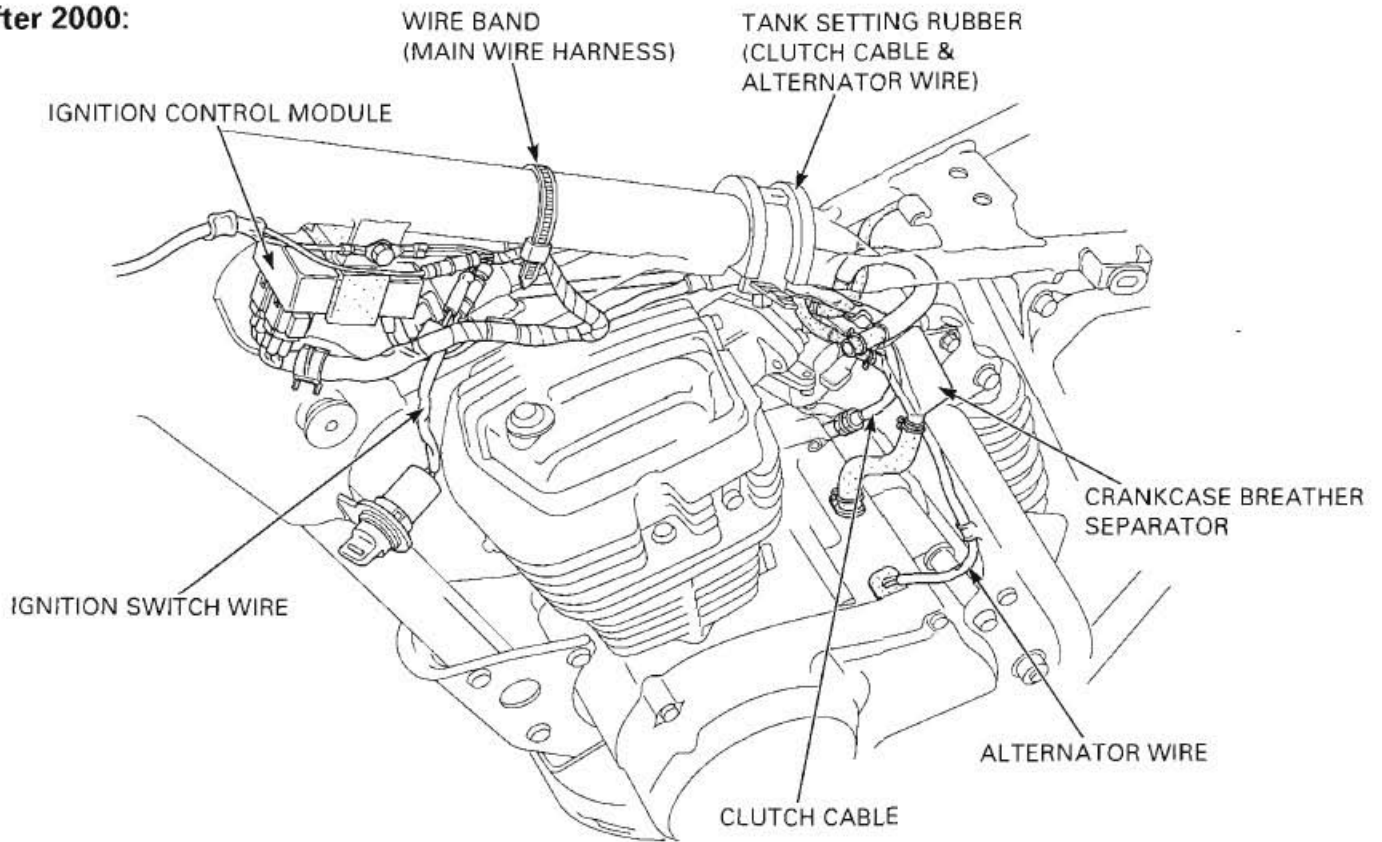 fter 2000:
WIRE BAND
(MAIN WIRE HARNESS)
TANK SETTING RUBBER
(CLUTCH CABLE &
ALTERNATOR WIRE)
IGNITION CONTROL MODULE
CRANKCASE BREATHER
SEPARATOR
IGNITION SWITCH WIRE
ALTERNATOR WIRE
CLUTCH CABLE